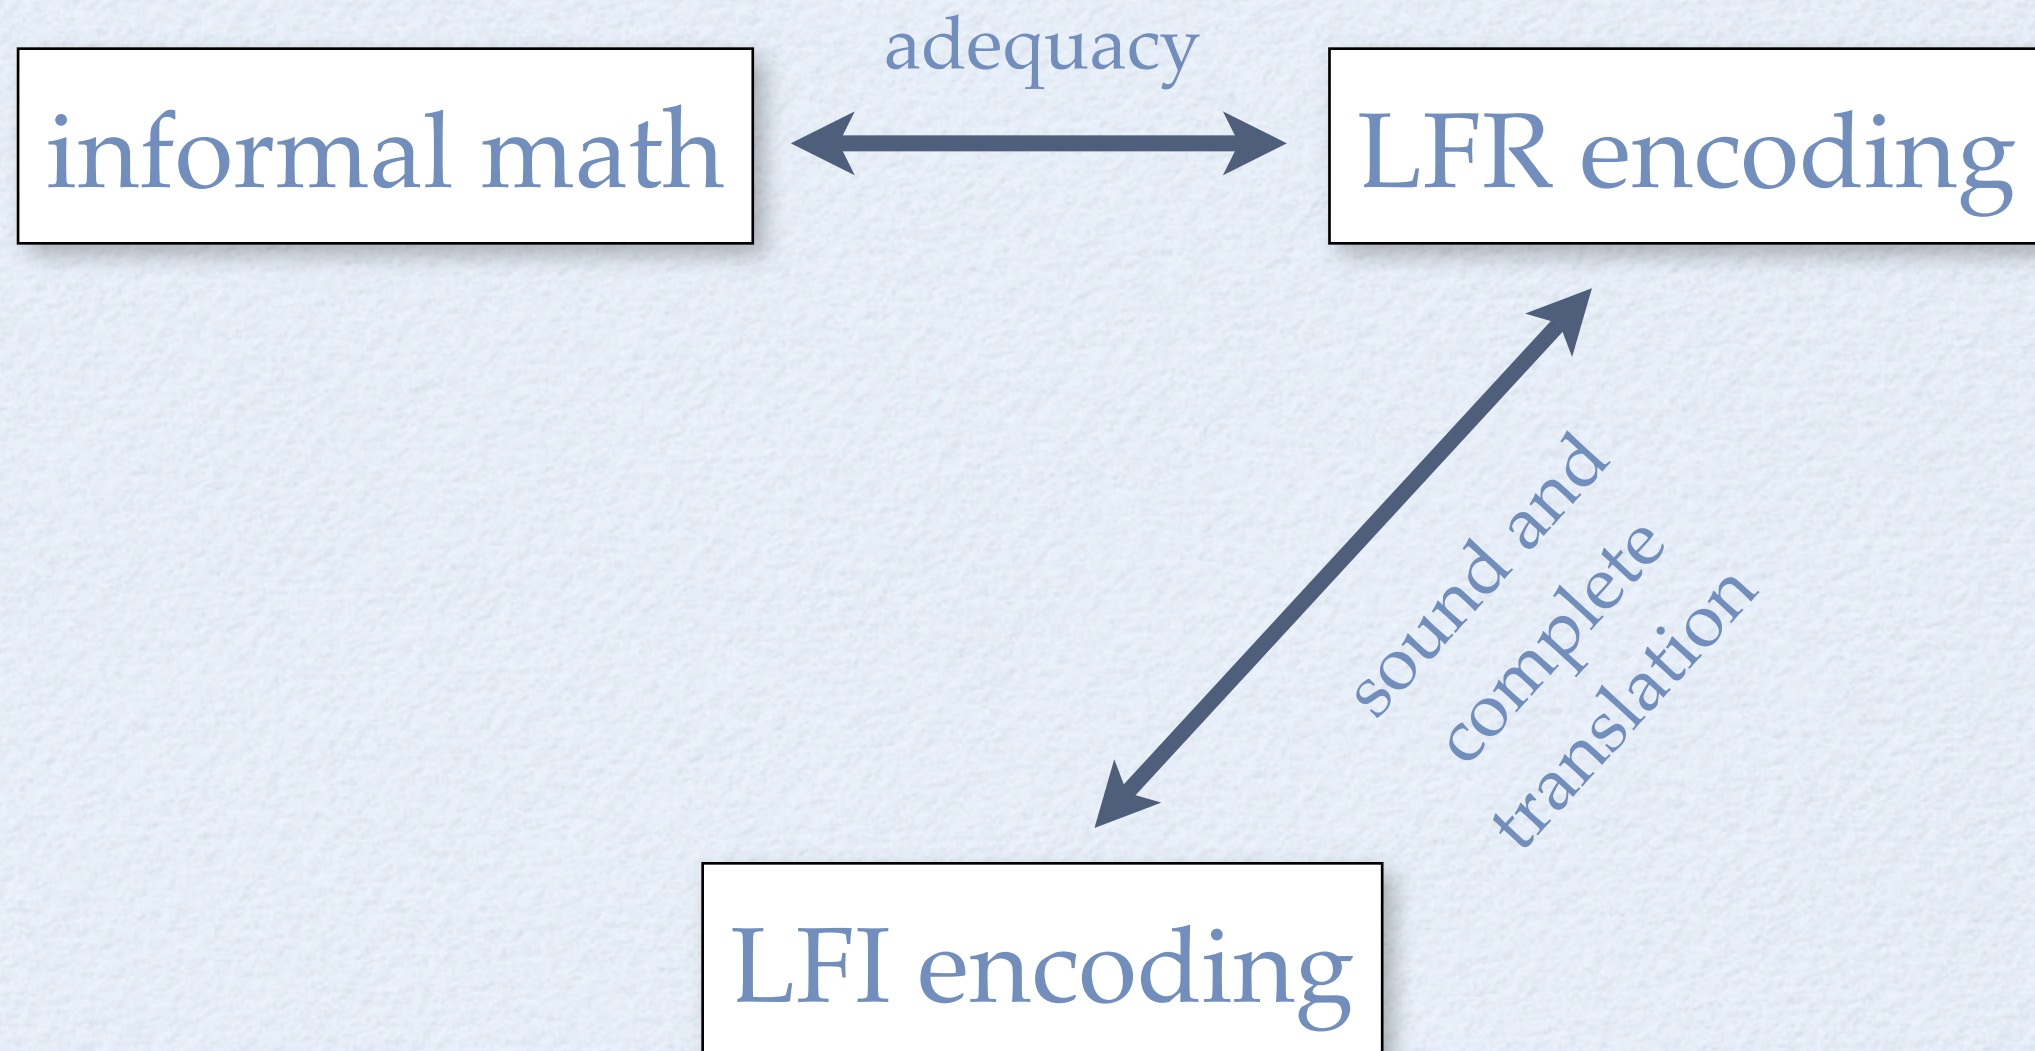 adequacy
informal math
LFR encoding
sound and
complete
translation
LFI encoding